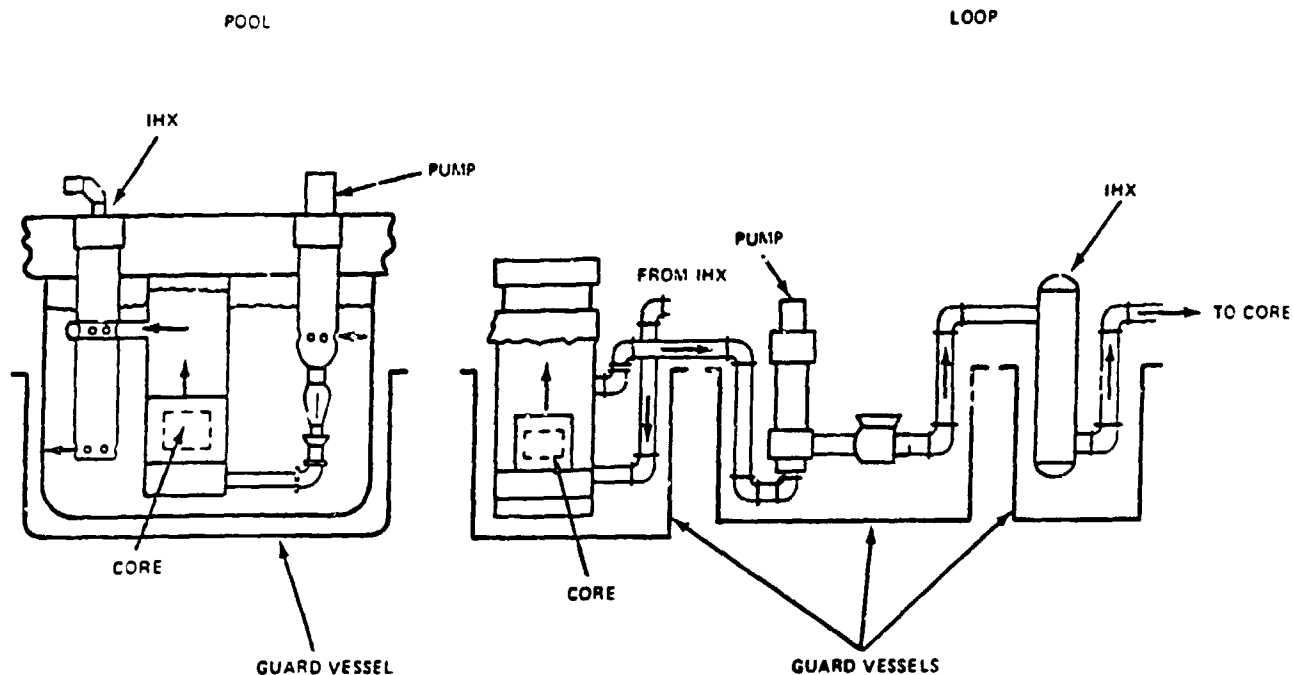 POOL
LOOP
IHX
PUMP
CORE
GUARD VESSEL
FROM IHX
PUMP
IHX
TO CORE
CORE
GUARD VESSELS